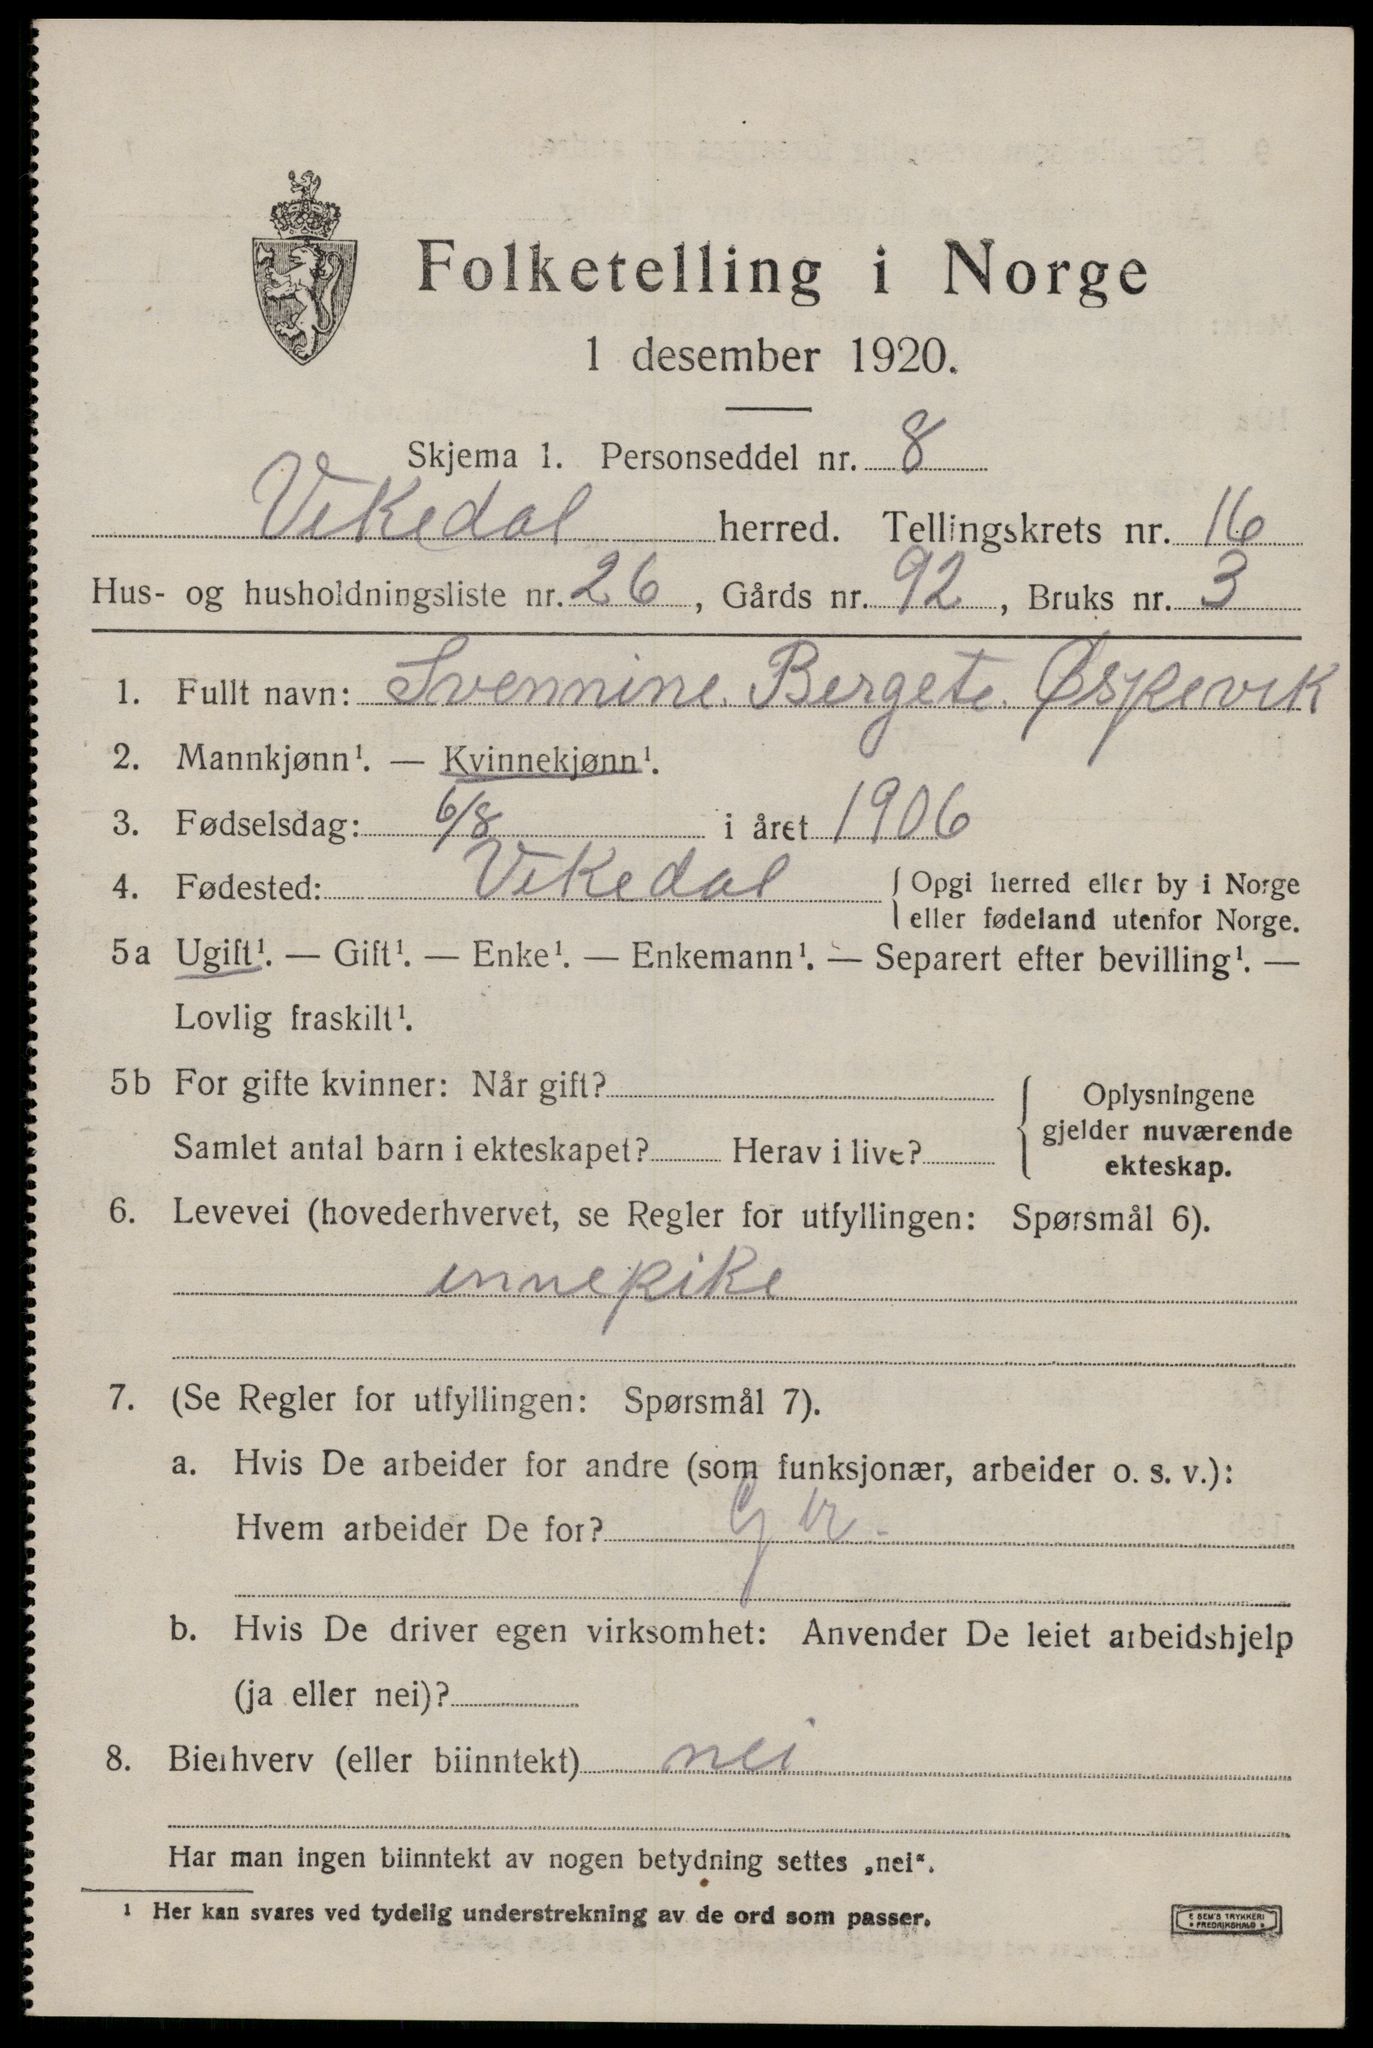 Folketelling i Norge
1 desember 1920.
Skjema 1. Personseddel nr. 8
Vikedal herred. Tellingskrets nr. 16
Hus- og husholdningsliste nr. 26, Gårds nr. 92, Bruks nr. 3
1. Fullt navn: Svennine Bergete Øskevik
2. Mannkjønn¹. — Kvinnekjønn¹.
3. Fødselsdag: 6/8 i året 1906
4. Fødested: Vikedal { Opgi herred eller by i Norge
eller fødeland utenfor Norge.
5a Ugift¹. — Gift¹. — Enke¹. — Enkemann¹. — Separert efter bevilling¹. —
Lovlig fraskilt¹.
5b For gifte kvinner: Når gift?
Samlet antal barn i ekteskapet? Herav i live?
Oplysningene
gjelder nuværende
ekteskap.
6. Levevei (hovederhvervet, se Regler for utfyllingen: Spørsmål 6).
innepike
7. (Se Regler for utfyllingen: Spørsmål 7).
a. Hvis De arbeider for andre (som funksjonær, arbeider o. s. v.):
Hvem arbeider De for?
b. Hvis De driver egen virksomhet: Anvender De leiet arbeidshjelp
(ja eller nei)?
8. Bierhverv (eller biinntekt) nei
Har man ingen biinntekt av nogen betydning settes „nei“.
¹ Her kan svares ved tydelig understrekning av de ord som passer.
E SEM'S TRYKKERI
FREDRIKSHALD